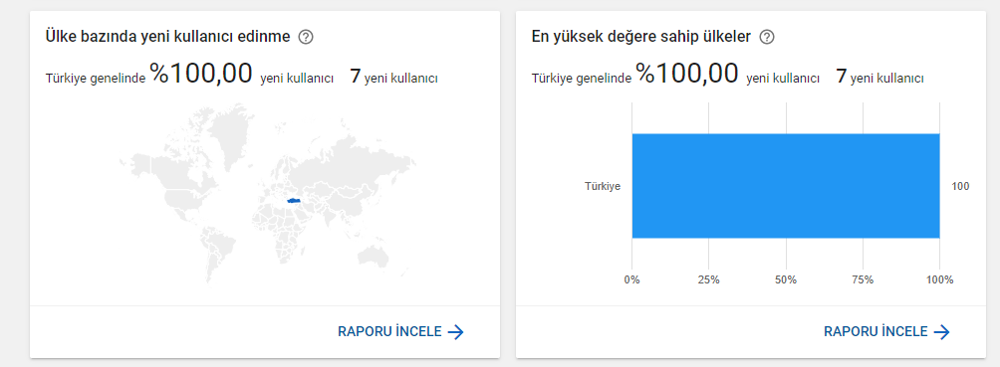 Ülke bazında yeni kullanıcı edinme
Türkiye genelinde %100,00 yeni kullanıcı 7 yeni kullanıcı
RAPORU İNCELE
En yüksek değere sahip ülkeler
Türkiye genelinde %100,00 yeni kullanıcı 7 yeni kullanıcı
Türkiye 100
0% 25% 50% 75% 100%
RAPORU İNCELE